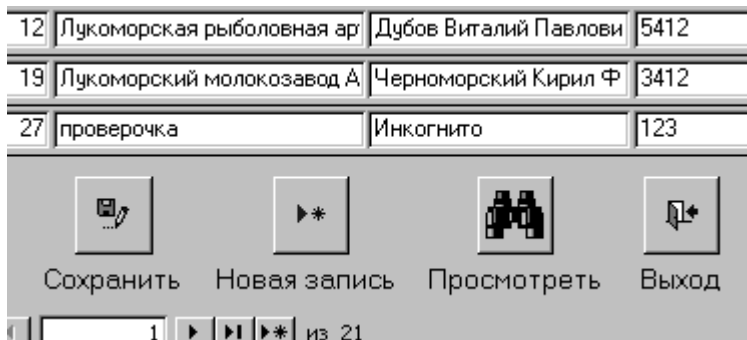 12 Лукоморская рыболовная ар Дубов Виталий Павлови 5412
19 Лукоморский молокозавод А Черноморский Кирил Ф 3412
27 проверочка Инкогнито 123
Сохранить Новая запись Просмотреть Выход
1 из 21